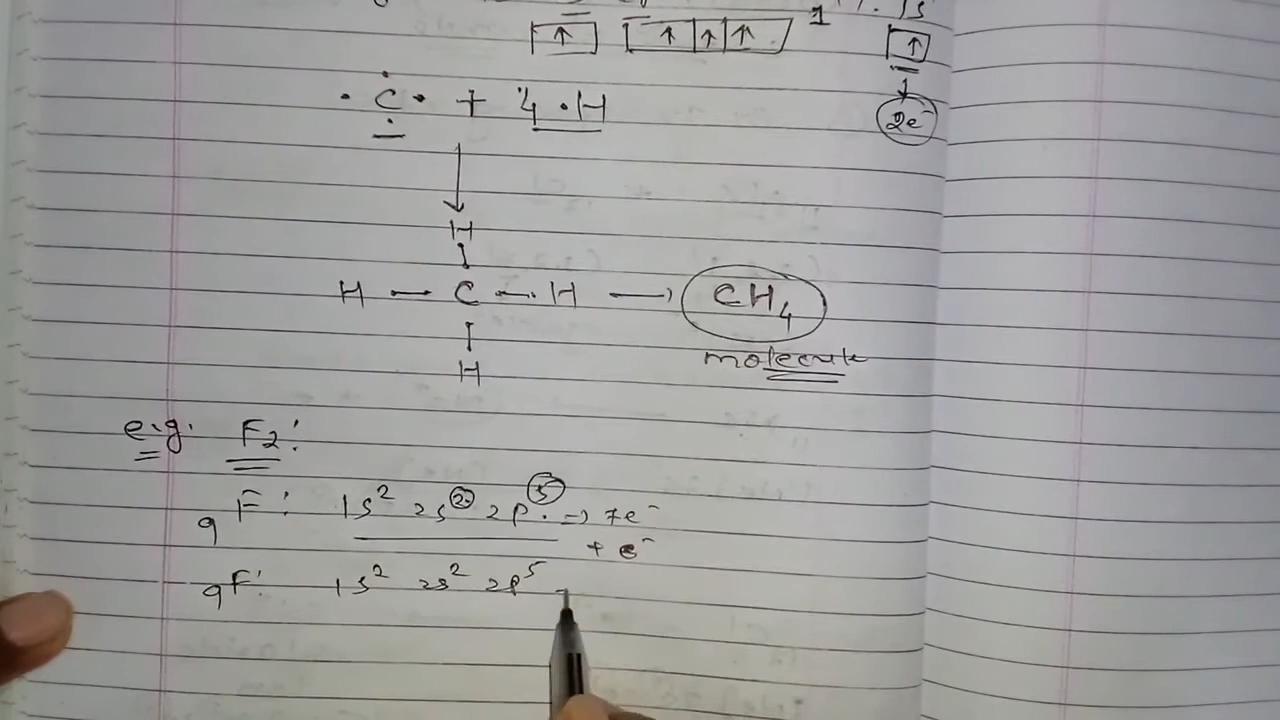 ↑ ↑ ↑ ↑ 1 ↑
2e⁻
·C· + 4 ·H
H
H — C — H → CH₄
molecule
H
e.g. F₂:
₉F: 1s² 2s² 2p⁵ → 7e⁻
+ e⁻
₉F: 1s² 2s² 2p⁵